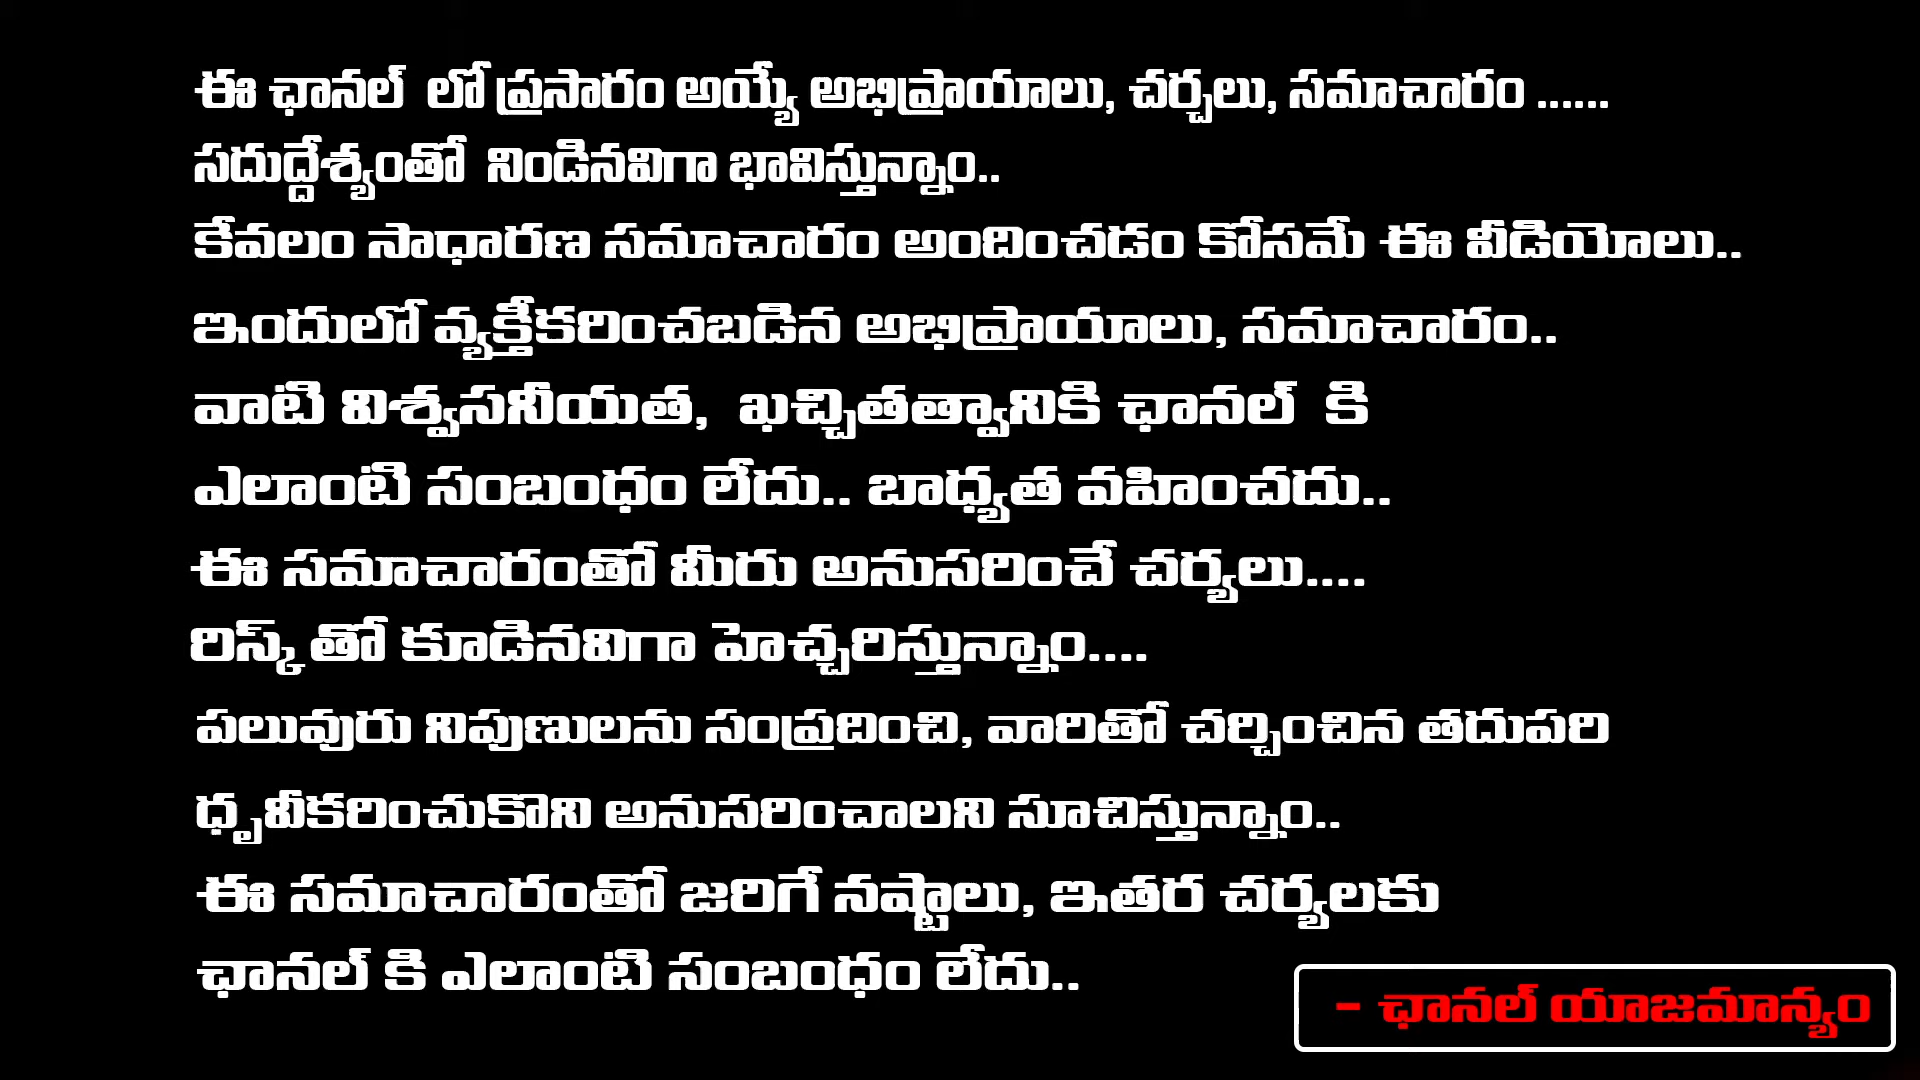 ఈ ఛానల్ లో ప్రసారం అయ్యే అభిప్రాయాలు, చర్చలు, సమాచారం ......
సదుద్దేశ్యంతో నిండినవిగా భావిస్తున్నాం..
కేవలం సాధారణ సమాచారం అందించడం కోసమే ఈ వీడియోలు..
ఇందులో వ్యక్తీకరించబడిన అభిప్రాయాలు, సమాచారం..
వాటి విశ్వసనీయత, ఖచ్చితత్వానికి ఛానల్ కి
ఎలాంటి సంబంధం లేదు.. బాధ్యత వహించదు..
ఈ సమాచారంతో మీరు అనుసరించే చర్యలు....
రిస్క్ తో కూడినవిగా హెచ్చరిస్తున్నాం....
పలువురు నిపుణులను సంప్రదించి, వారితో చర్చించిన తదుపరి
ధృవీకరించుకొని అనుసరించాలని సూచిస్తున్నాం..
ఈ సమాచారంతో జరిగే నష్టాలు, ఇతర చర్యలకు
ఛానల్ కి ఎలాంటి సంబంధం లేదు..
- ఛానల్ యాజమాన్యం